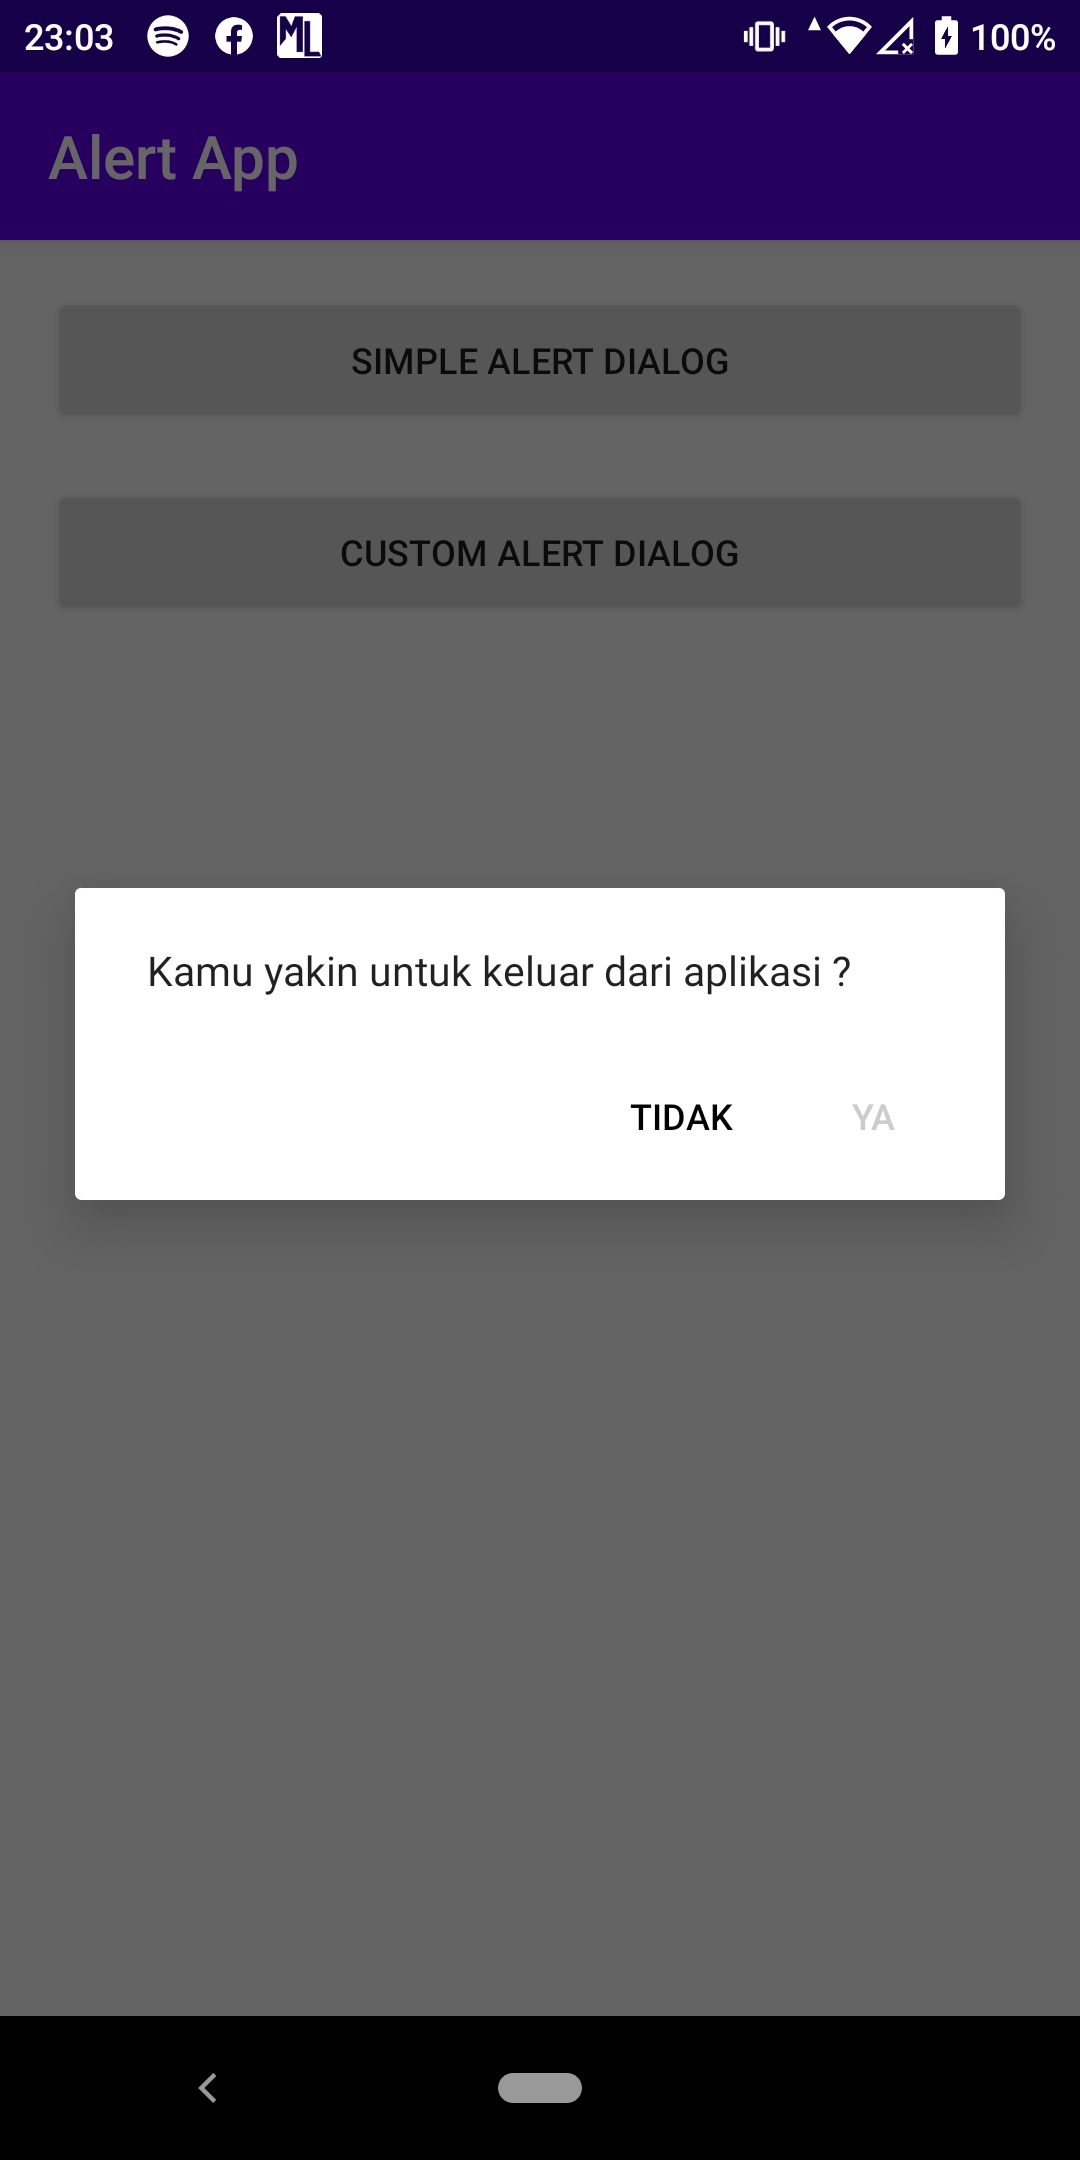 23:03 ML 100%
Alert App
SIMPLE ALERT DIALOG
CUSTOM ALERT DIALOG
Kamu yakin untuk keluar dari aplikasi ?
TIDAK YA